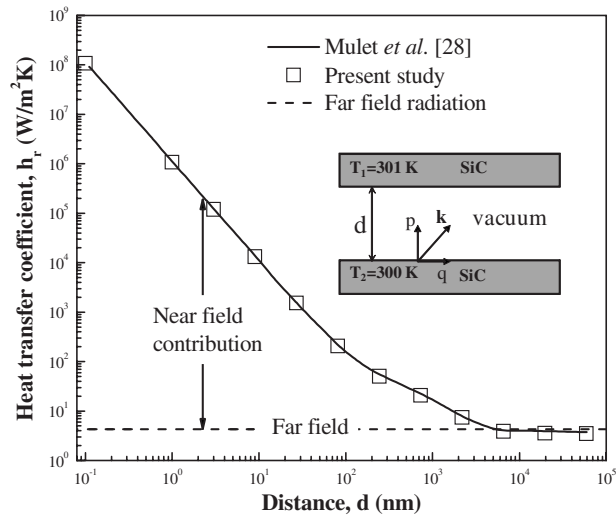 Heat transfer coefficient, h_r (W/m²K)
10⁹
10⁸
10⁷
10⁶
10⁵
10⁴
10³
10²
10¹
10⁰
Mulet et al. [28]
Present study
Far field radiation
T₁=301 K SiC
d
p
k
vacuum
T₂=300 K
q
SiC
Near field
contribution
Far field
10⁻¹ 10⁰ 10¹ 10² 10³ 10⁴ 10⁵
Distance, d (nm)